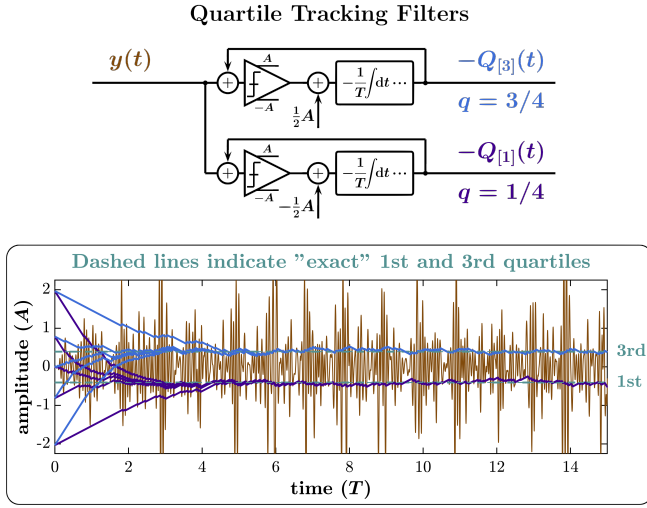 Quartile Tracking Filters
y(t)
A
−A
½A
−1/T ∫dt ⋯
−Q[3](t)
q = 3/4
A
−A
−½A
−1/T ∫dt ⋯
−Q[1](t)
q = 1/4
Dashed lines indicate ”exact” 1st and 3rd quartiles
amplitude (A)
2
1
0
-1
-2
3rd
1st
0 2 4 6 8 10 12 14
time (T)